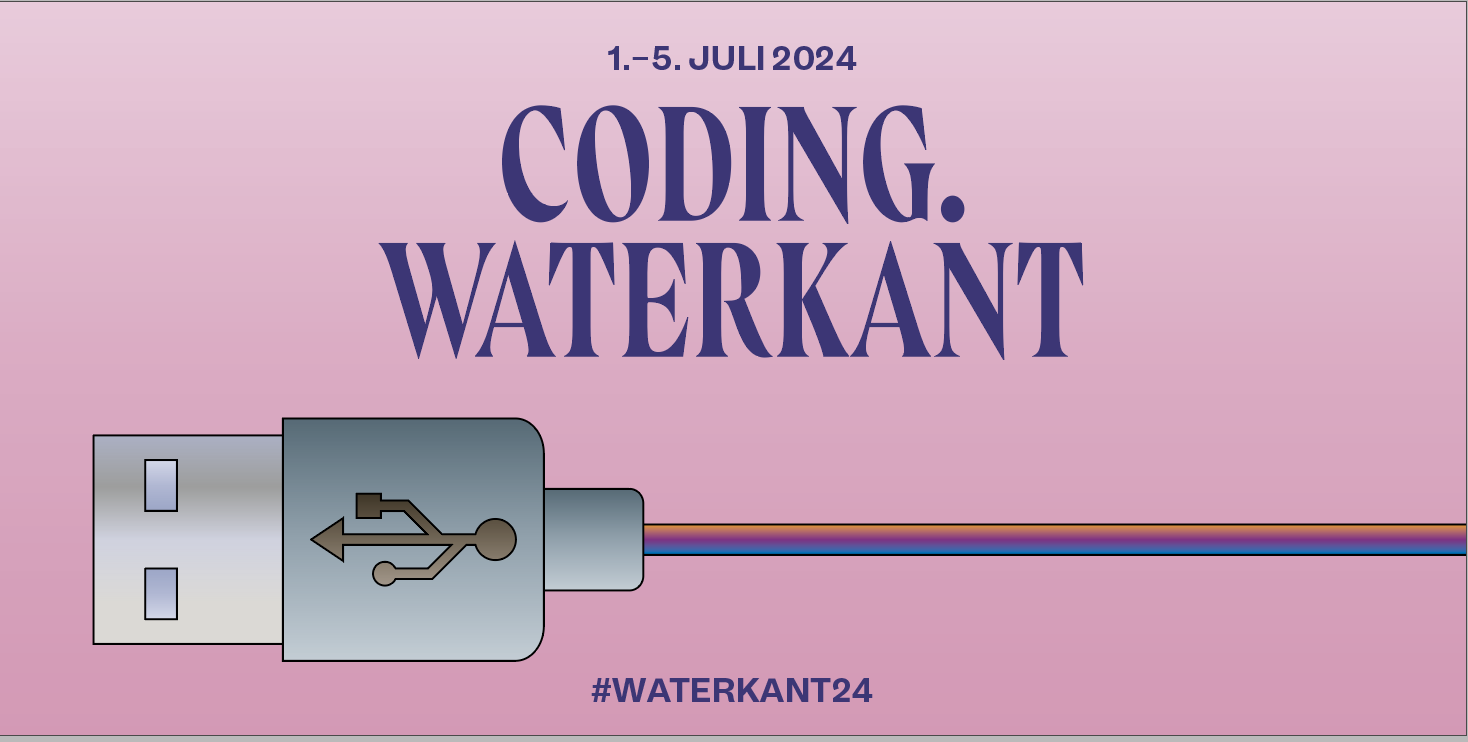 1.–5. JULI 2024
CODING.
WATERKANT
#WATERKANT24